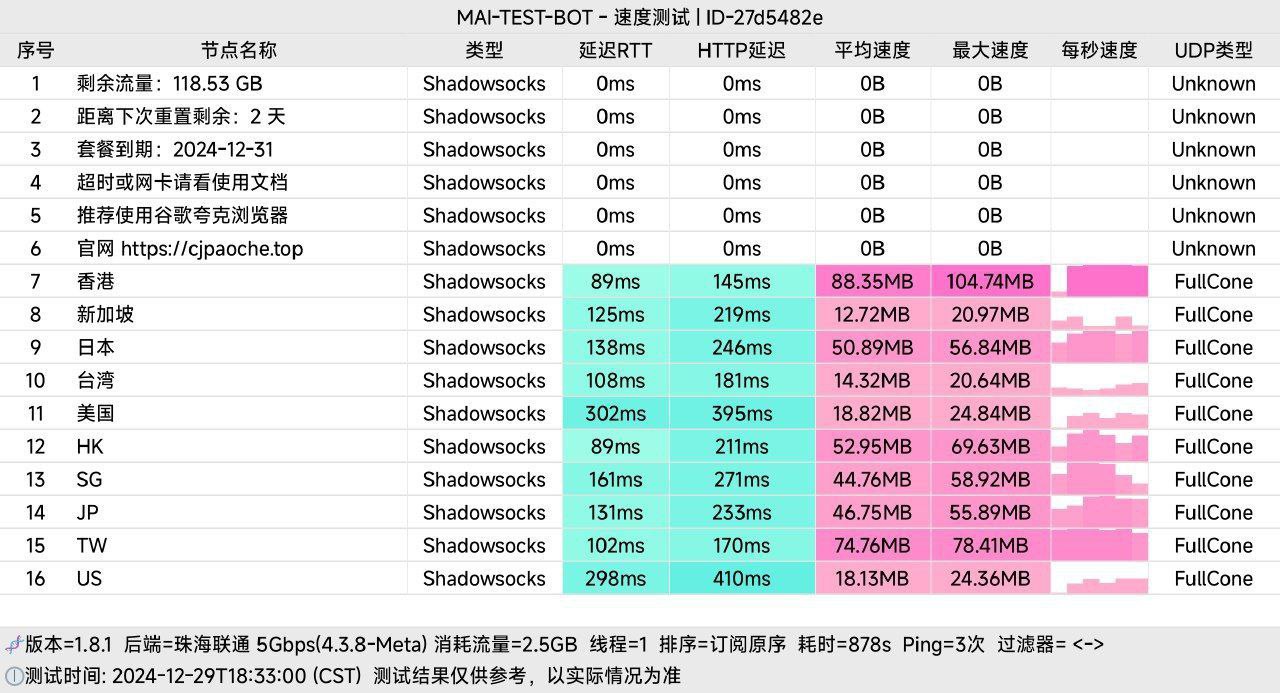 MAI-TEST-BOT - 速度测试 | ID-27d5482e
序号 节点名称 类型 延迟RTT HTTP延迟 平均速度 最大速度 每秒速度 UDP类型
1 剩余流量：118.53 GB Shadowsocks 0ms 0ms 0B 0B Unknown
2 距离下次重置剩余：2 天 Shadowsocks 0ms 0ms 0B 0B Unknown
3 套餐到期：2024-12-31 Shadowsocks 0ms 0ms 0B 0B Unknown
4 超时或网卡请看使用文档 Shadowsocks 0ms 0ms 0B 0B Unknown
5 推荐使用谷歌夸克浏览器 Shadowsocks 0ms 0ms 0B 0B Unknown
6 官网 https://cjpaoche.top Shadowsocks 0ms 0ms 0B 0B Unknown
7 香港 Shadowsocks 89ms 145ms 88.35MB 104.74MB FullCone
8 新加坡 Shadowsocks 125ms 219ms 12.72MB 20.97MB FullCone
9 日本 Shadowsocks 138ms 246ms 50.89MB 56.84MB FullCone
10 台湾 Shadowsocks 108ms 181ms 14.32MB 20.64MB FullCone
11 美国 Shadowsocks 302ms 395ms 18.82MB 24.84MB FullCone
12 HK Shadowsocks 89ms 211ms 52.95MB 69.63MB FullCone
13 SG Shadowsocks 161ms 271ms 44.76MB 58.92MB FullCone
14 JP Shadowsocks 131ms 233ms 46.75MB 55.89MB FullCone
15 TW Shadowsocks 102ms 170ms 74.76MB 78.41MB FullCone
16 US Shadowsocks 298ms 410ms 18.13MB 24.36MB FullCone
版本=1.8.1 后端=珠海联通 5Gbps(4.3.8-Meta) 消耗流量=2.5GB 线程=1 排序=订阅原序 耗时=878s Ping=3次 过滤器= <->
测试时间: 2024-12-29T18:33:00 (CST) 测试结果仅供参考，以实际情况为准